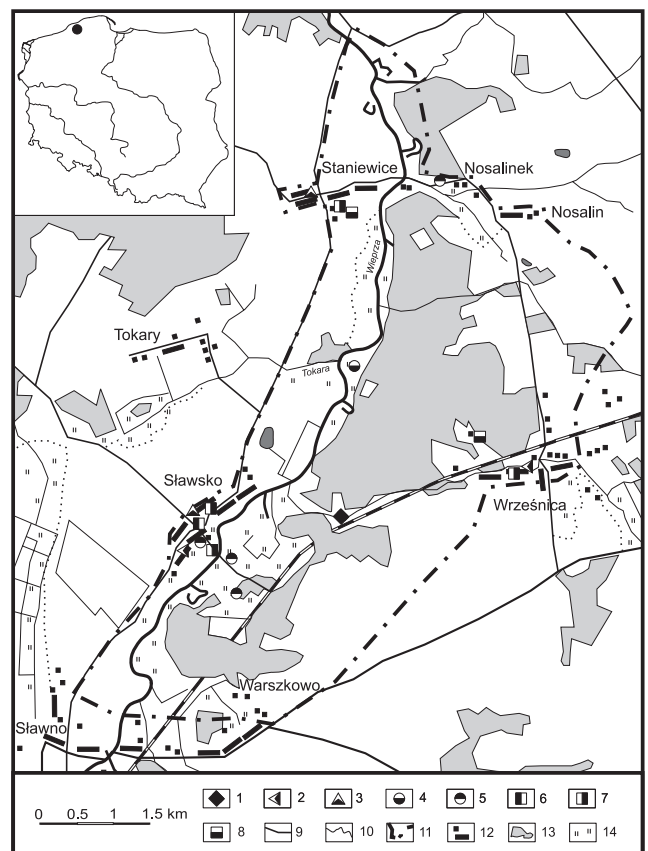 Staniewice
Nosalinek
Nosalin
Wieprza
Tokary
Tokara
Sławsko
Wrześnica
Warszkowo
Sławno
0 0.5 1 1.5 km
1 2 3 4 5 6 7
8 9 10 11 12 13 14